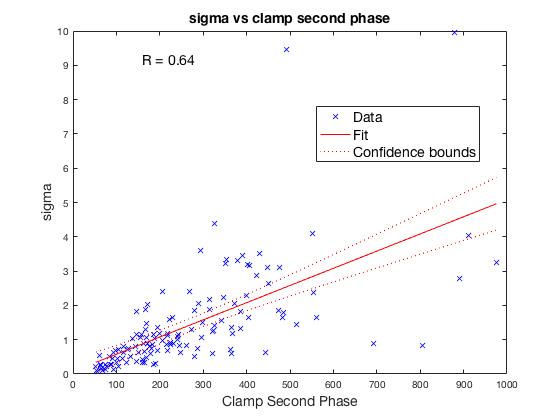 sigma vs clamp second phase
10
9
8
7
6
5
4
3
2
1
0
sigma
R = 0.64
Data
Fit
Confidence bounds
0 100 200 300 400 500 600 700 800 900 1000
Clamp Second Phase